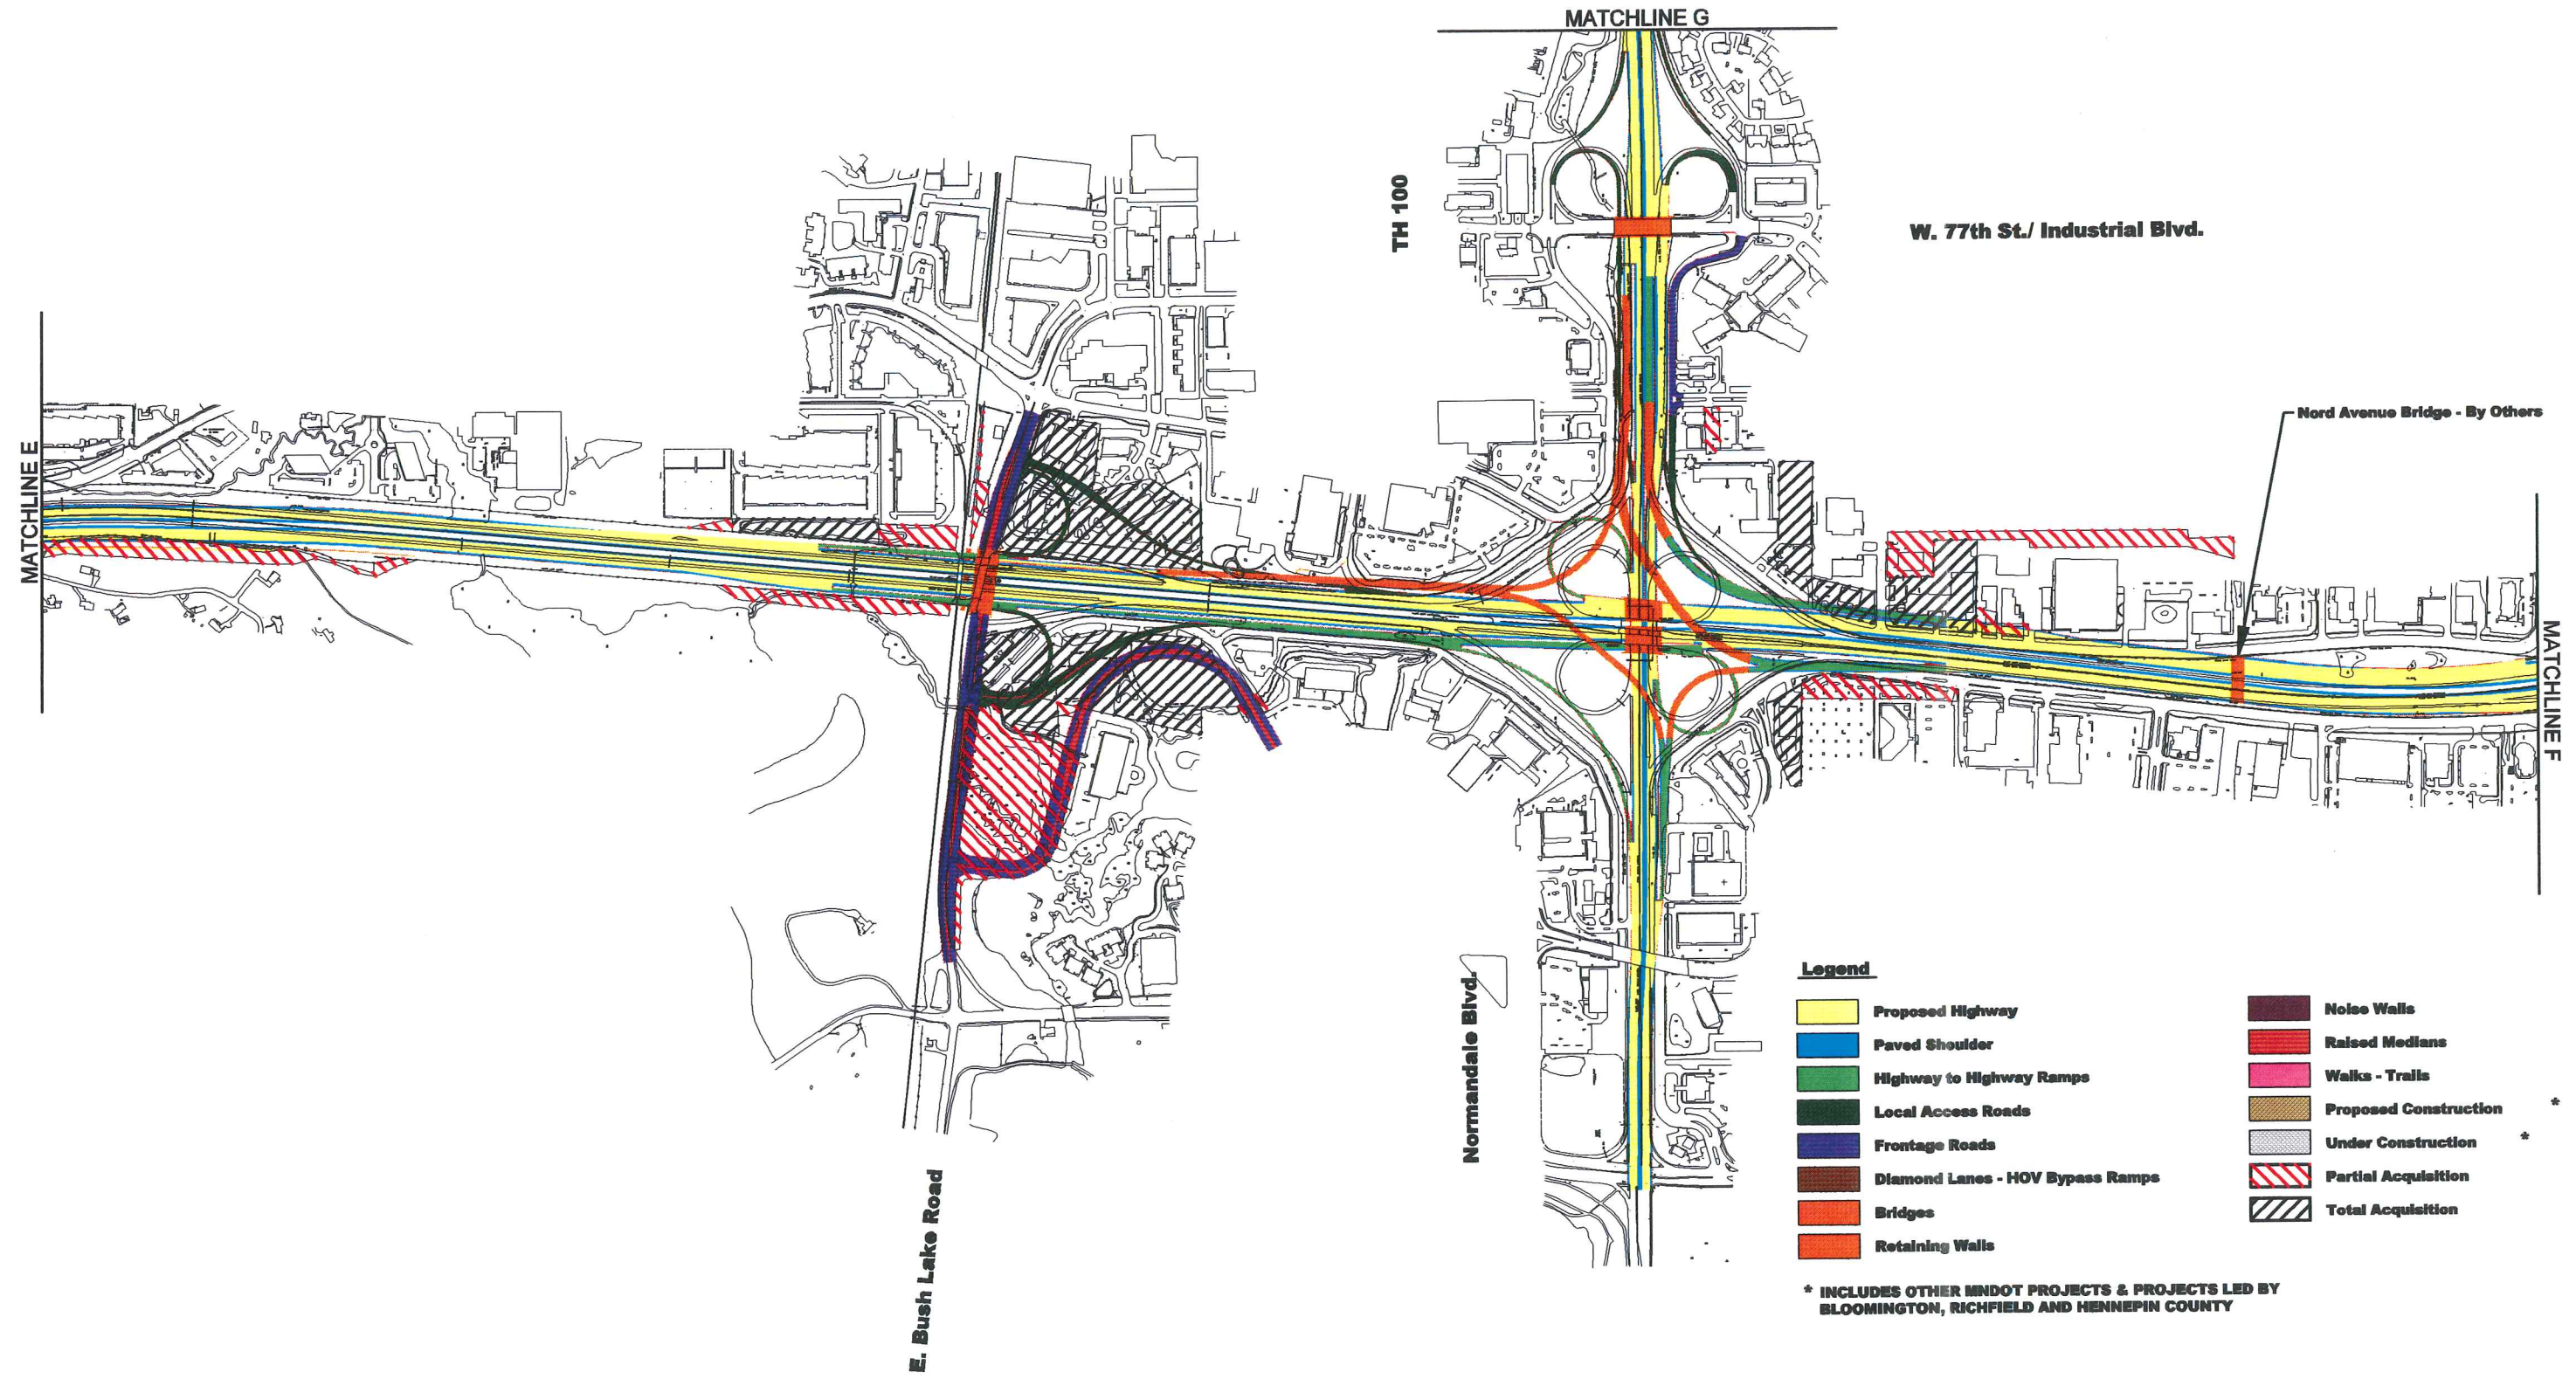 MATCHLINE G
TH 100
W. 77th St./ Industrial Blvd.
Nord Avenue Bridge - By Others
MATCHLINE E
MATCHLINE F
E. Bush Lake Road
Normandale Blvd.
Legend
Proposed Highway
Paved Shoulder
Highway to Highway Ramps
Local Access Roads
Frontage Roads
Diamond Lanes - HOV Bypass Ramps
Bridges
Retaining Walls
Noise Walls
Raised Medians
Walks - Trails
Proposed Construction *
Under Construction *
Partial Acquisition
Total Acquisition
* INCLUDES OTHER MNDOT PROJECTS & PROJECTS LED BY
BLOOMINGTON, RICHFIELD AND HENNEPIN COUNTY